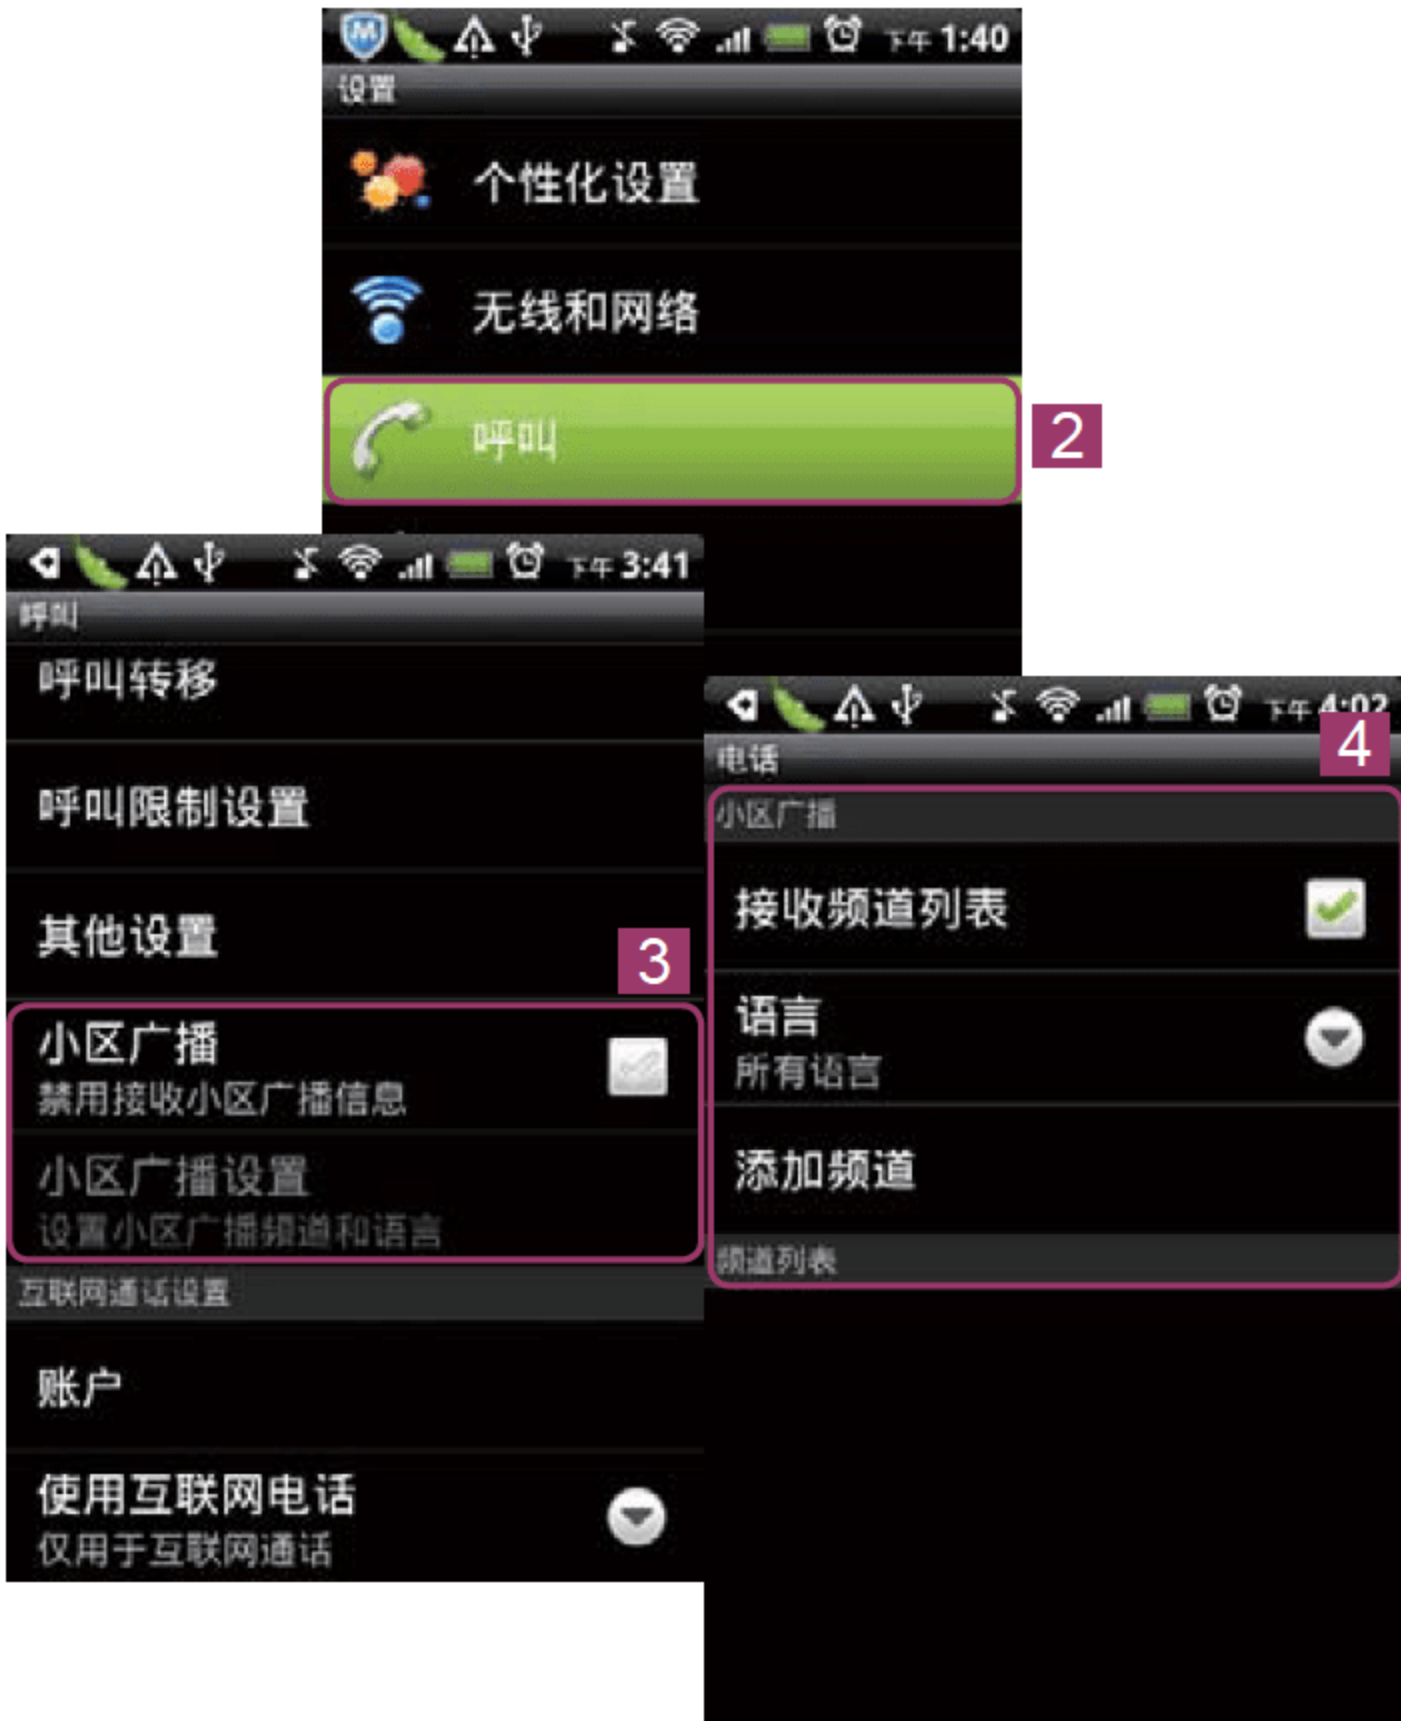 下午 1:40
设置
个性化设置
无线和网络
呼叫
2
下午 3:41
呼叫
呼叫转移
呼叫限制设置
其他设置
3
小区广播
禁用接收小区广播信息
小区广播设置
设置小区广播频道和语言
互联网通话设置
账户
使用互联网电话
仅用于互联网通话
下午 4:02
4
电话
小区广播
接收频道列表
语言
所有语言
添加频道
频道列表